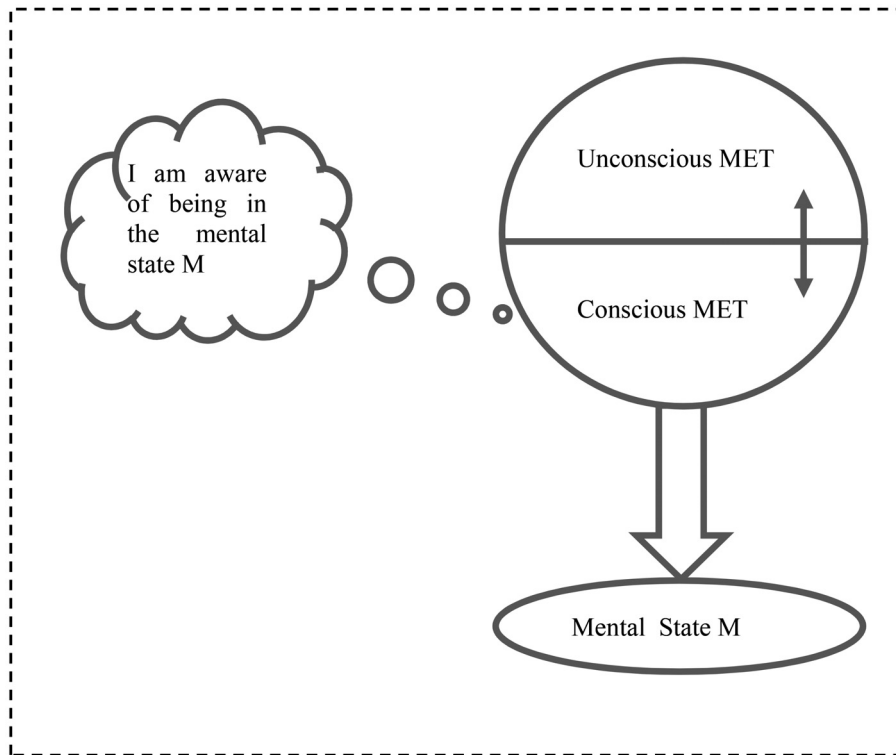 I am aware
of being in
the mental
state M
Unconscious MET
Conscious MET
Mental State M